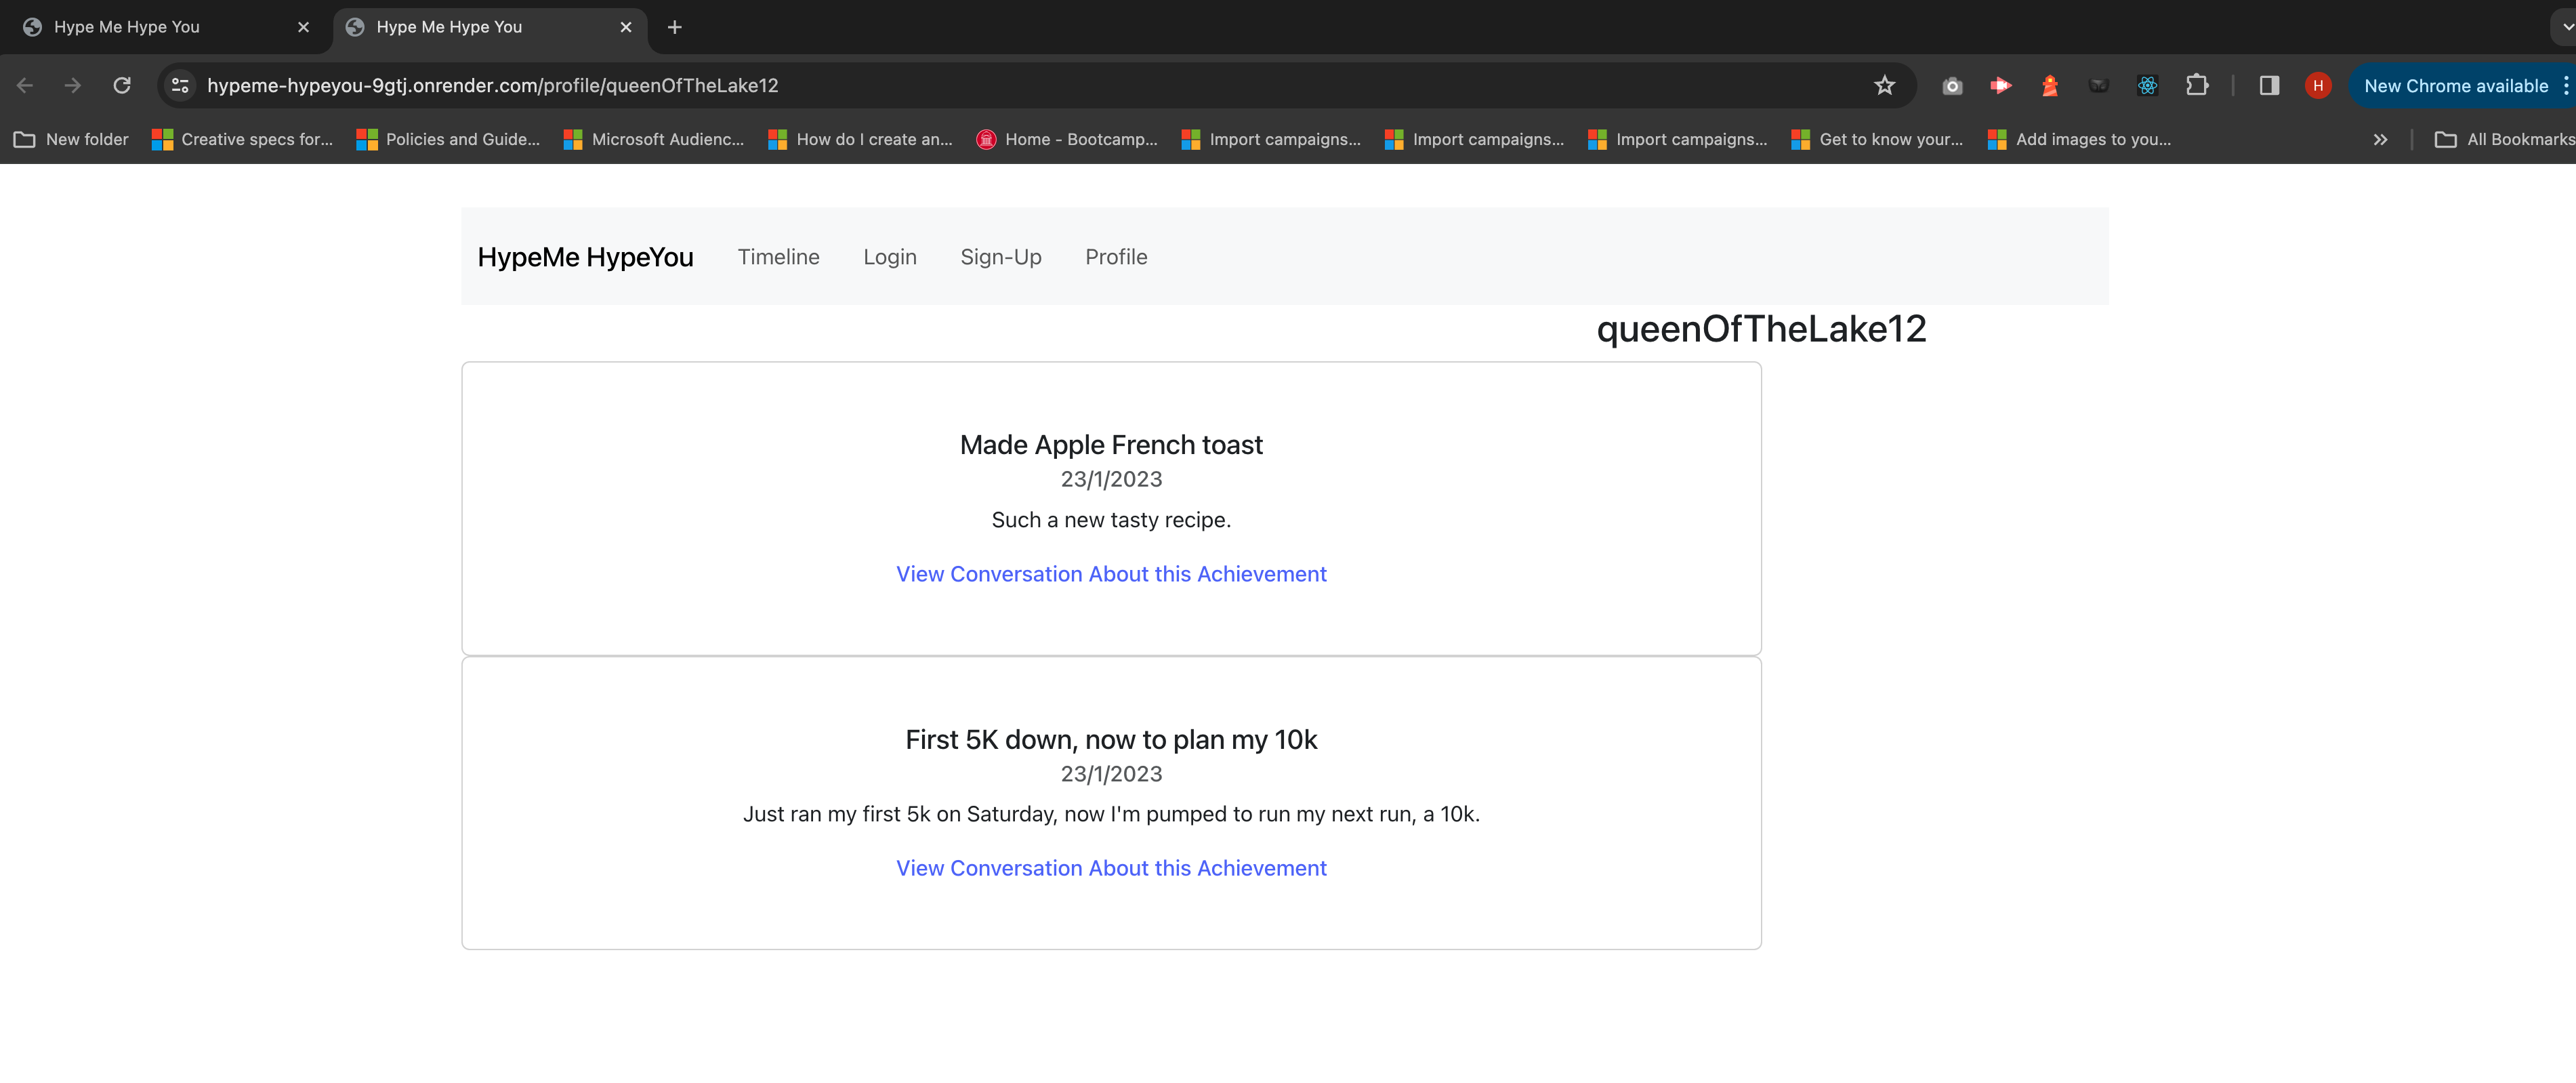 Hype Me Hype You
Hype Me Hype You
hypeme-hypeyou-9gtj.onrender.com/profile/queenOfTheLake12
H
New Chrome available
New folder
Creative specs for...
Policies and Guide...
Microsoft Audienc...
How do I create an...
Home - Bootcamp...
Import campaigns...
Import campaigns...
Import campaigns...
Get to know your...
Add images to you...
All Bookmarks
HypeMe HypeYou
Timeline
Login
Sign-Up
Profile
queenOfTheLake12
Made Apple French toast
23/1/2023
Such a new tasty recipe.
View Conversation About this Achievement
First 5K down, now to plan my 10k
23/1/2023
Just ran my first 5k on Saturday, now I'm pumped to run my next run, a 10k.
View Conversation About this Achievement